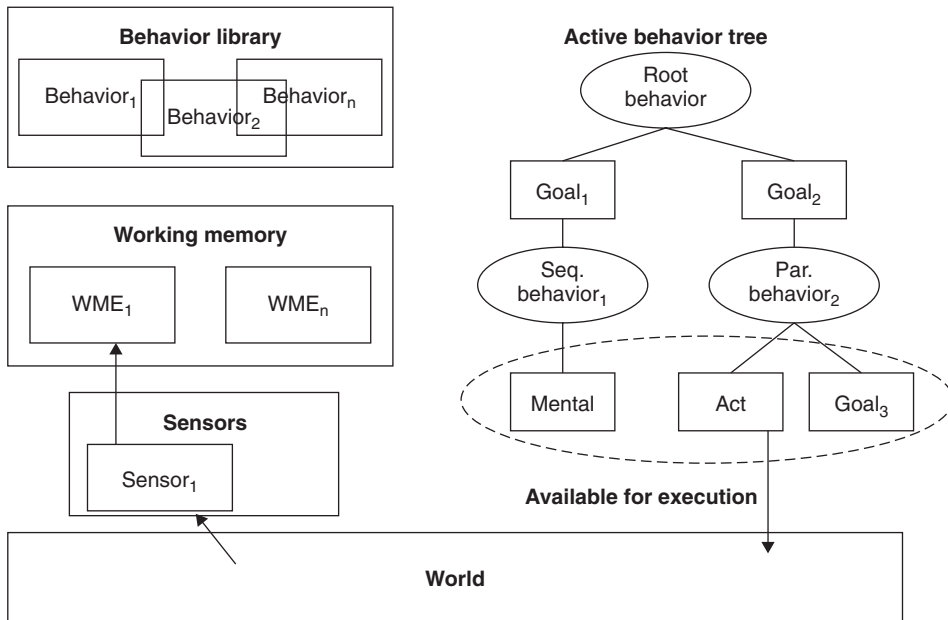 Behavior library
Behavior₁
Behavior₂
Behaviorₙ
Working memory
WME₁
WMEₙ
Sensors
Sensor₁
World
Active behavior tree
Root
behavior
Goal₁
Goal₂
Seq.
behavior₁
Par.
behavior₂
Mental
Act
Goal₃
Available for execution